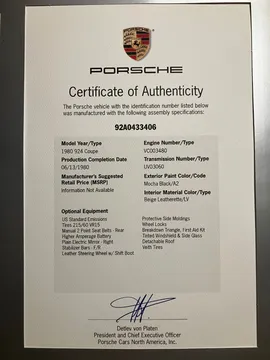 PORSCHE
Certificate of Authenticity
The Porsche vehicle with the identification number listed below
was manufactured with the following assembly specifications:
92A0433406
Model Year/Type
1980 924 Coupe
Production Completion Date
06/13/1980
Manufacturer's Suggested
Retail Price (MSRP)
Information Not Available
Engine Number/Type
VC003480
Transmission Number/Type
UV03060
Exterior Paint Color/Code
Mocha Black/A2
Interior Material Color/Type
Beige Leatherette/LV
Optional Equipment
US Standard Emissions
Tires 215/60 VR15
Manual 2 Point Seat Belts - Rear
Higher Amperage Battery
Plain Electric Mirror - Right
Stabilizer Bars - F/R
Leather Steering Wheel w/ Shift Boot
Protective Side Moldings
Wheel Locks
Breakdown Triangle, First Aid Kit
Tinted Windshield & Side Glass
Detachable Roof
With Tents
Detlev von Platen
President and Chief Executive Officer
Porsche Cars North America, Inc.